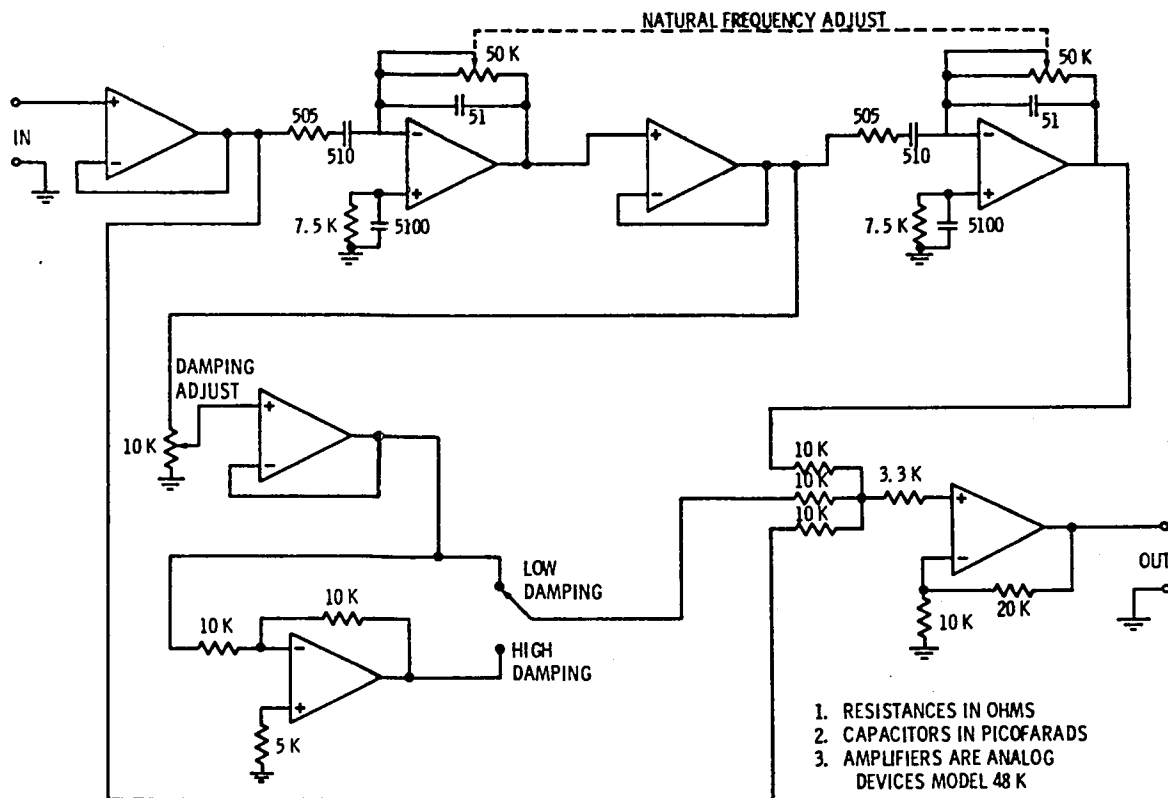 NATURAL FREQUENCY ADJUST
50 K
50 K
+
505
51
505
51
IN
-
510
-
+
510
-
7.5 K
+
5100
-
7.5 K
+
5100
DAMPING
ADJUST
+
10 K
-
10 K
10 K
3.3 K
10 K
+
-
OUT
LOW
DAMPING
20K
10 K
10 K
10 K
-
HIGH
DAMPING
+
5 K
1. RESISTANCES IN OHMS
2. CAPACITORS IN PICOFARADS
3. AMPLIFIERS ARE ANALOG
DEVICES MODEL 48 K